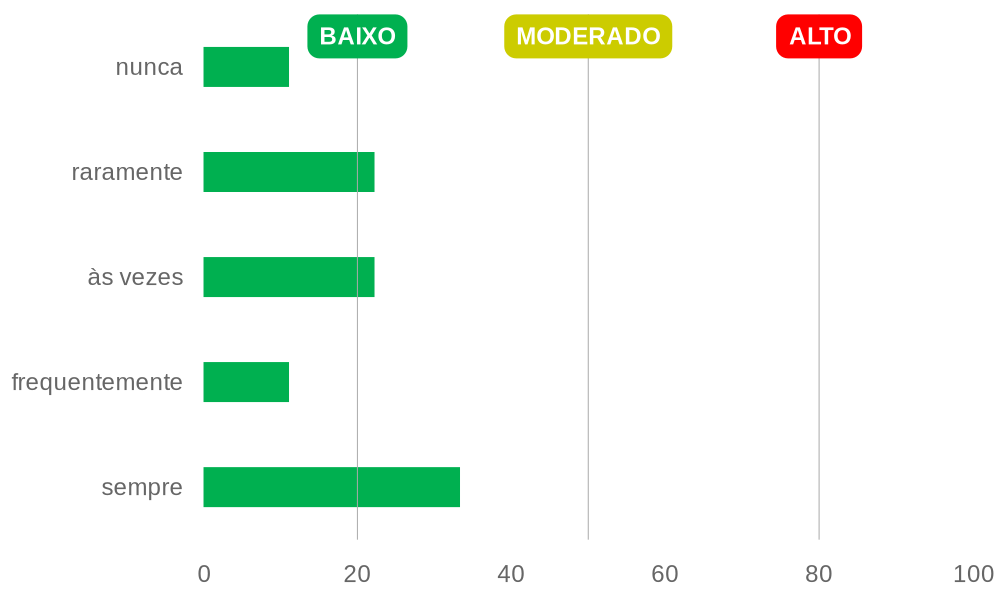 BAIXO MODERADO ALTO
nunca
raramente
às vezes
frequentemente
sempre
0 20 40 60 80 100